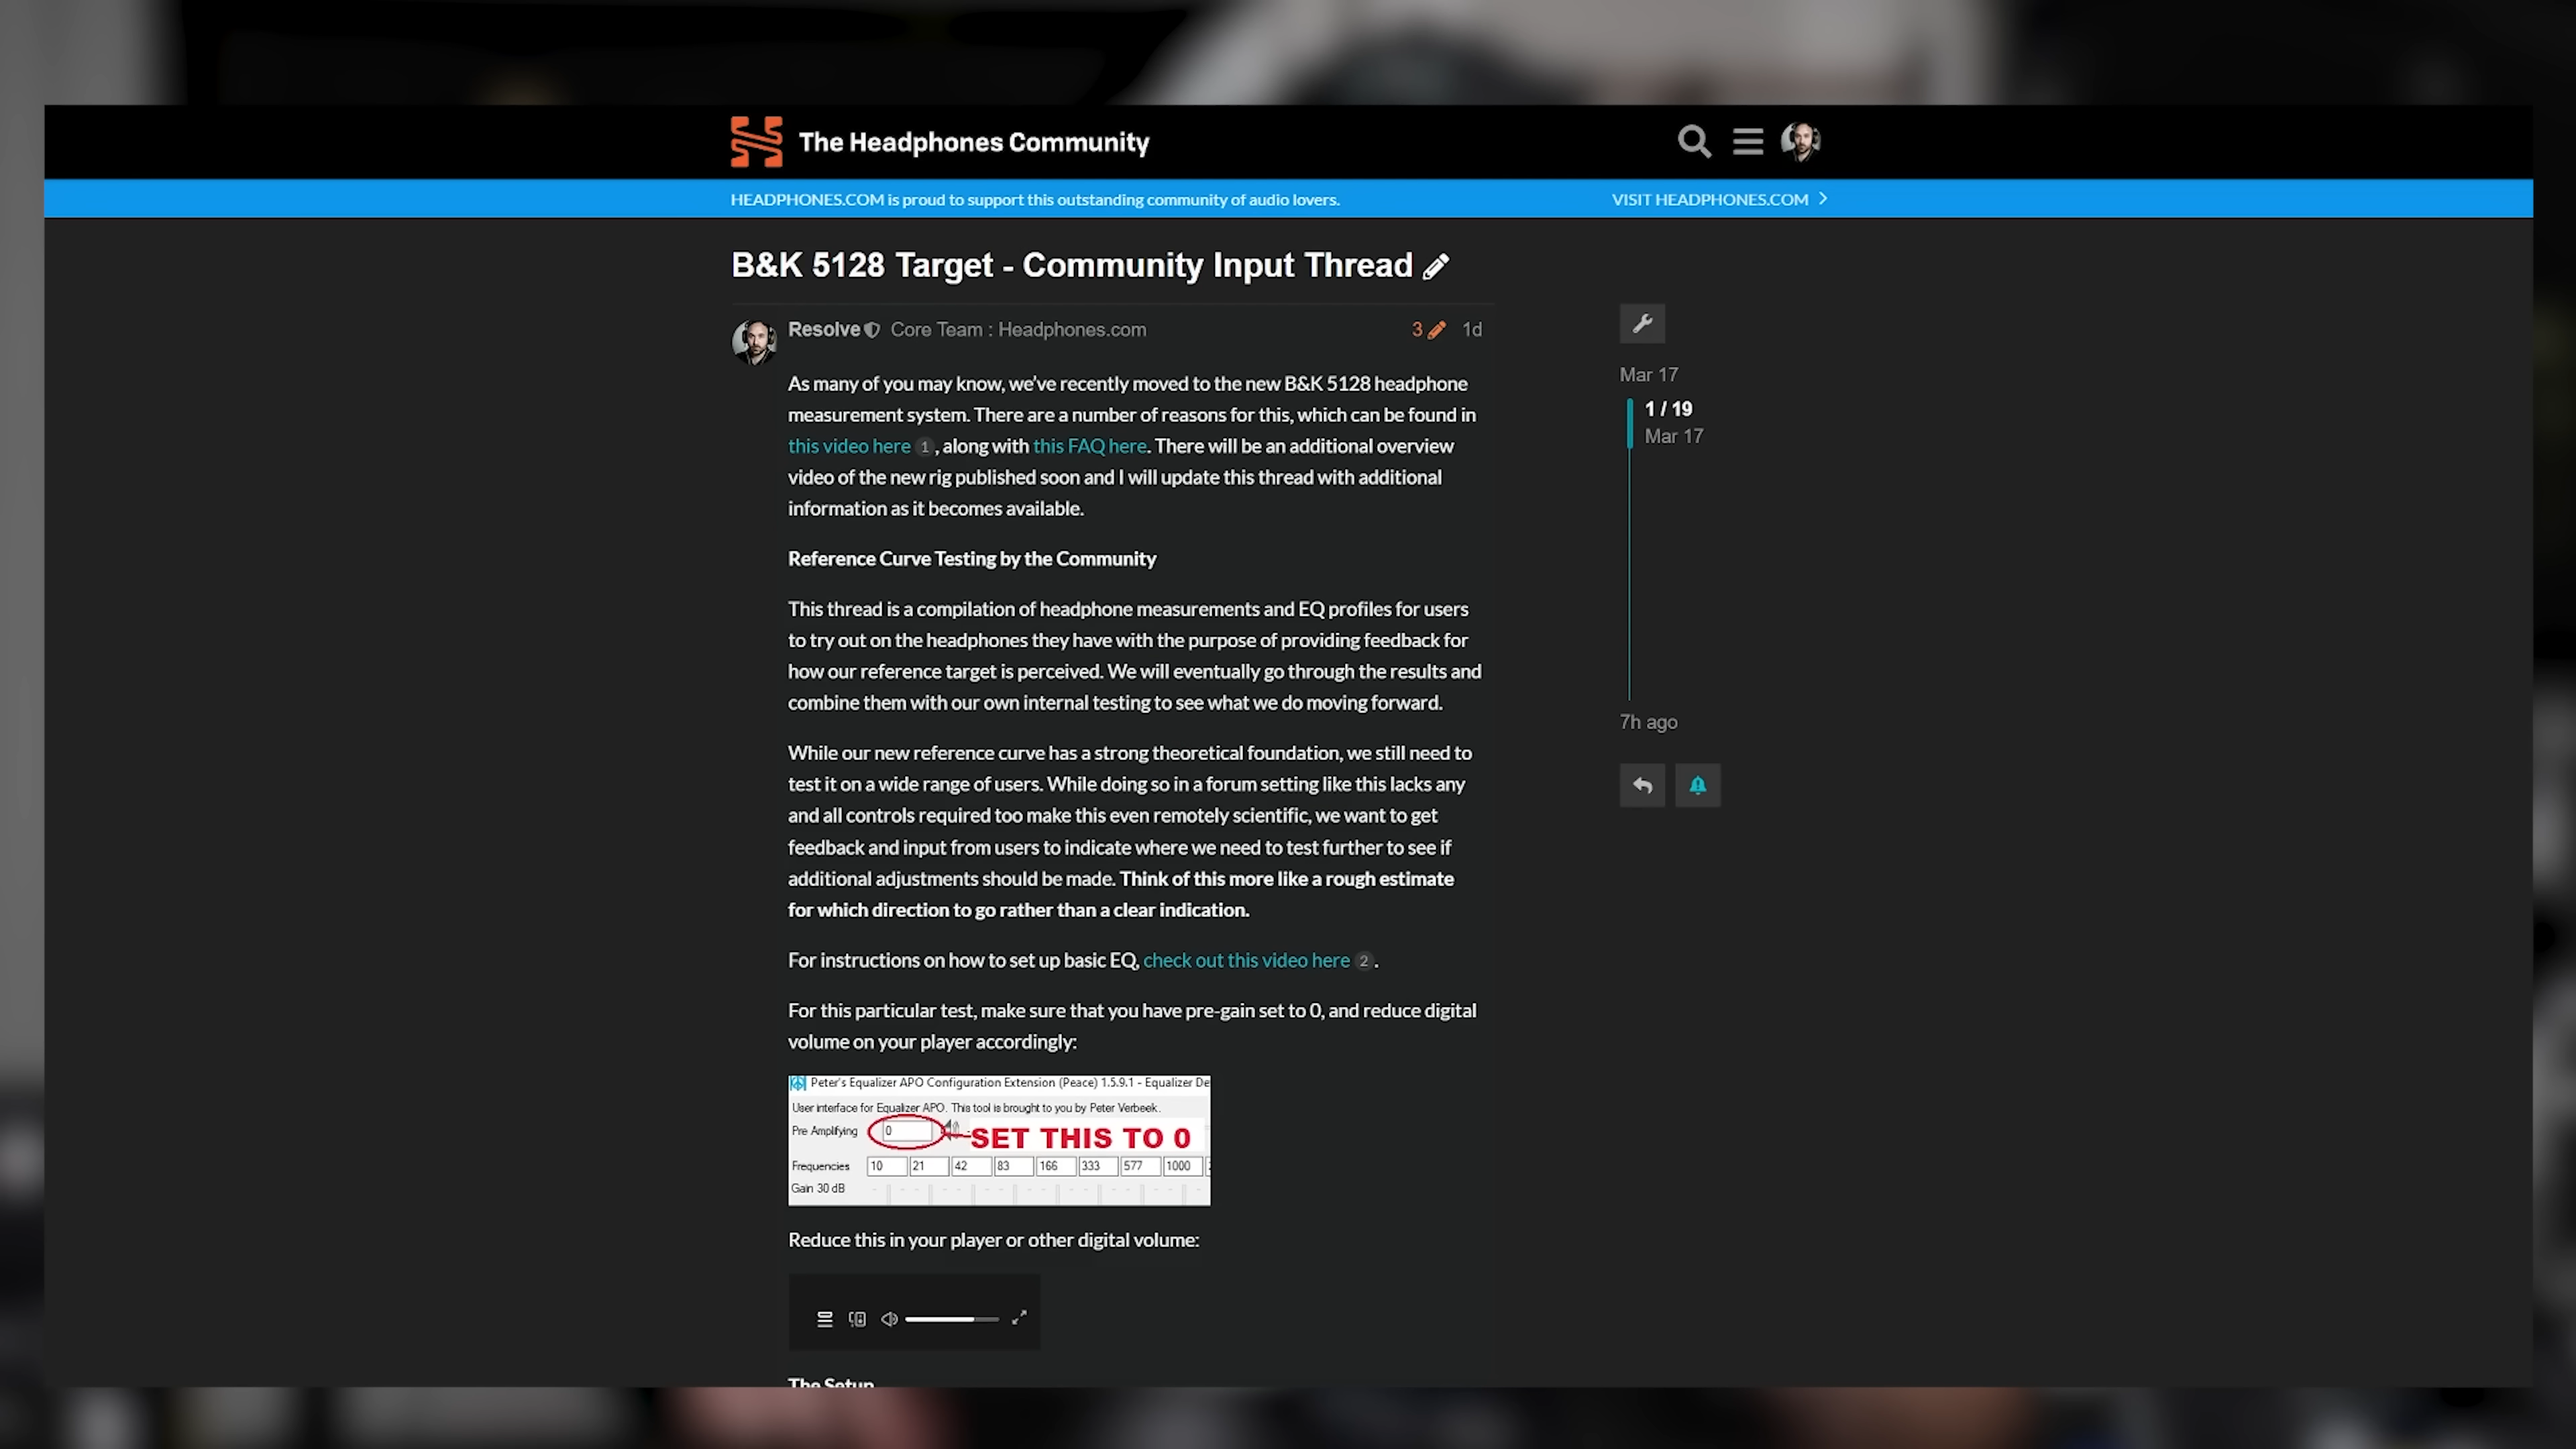 The Headphones Community
HEADPHONES.COM is proud to support this outstanding community of audio lovers.
VISIT HEADPHONES.COM
B&K 5128 Target - Community Input Thread
Resolve Core Team : Headphones.com
3 1d
As many of you may know, we've recently moved to the new B&K 5128 headphone
measurement system. There are a number of reasons for this, which can be found in
this video here 1 , along with this FAQ here. There will be an additional overview
video of the new rig published soon and I will update this thread with additional
information as it becomes available.
Reference Curve Testing by the Community
This thread is a compilation of headphone measurements and EQ profiles for users
to try out on the headphones they have with the purpose of providing feedback for
how our reference target is perceived. We will eventually go through the results and
combine them with our own internal testing to see what we do moving forward.
While our new reference curve has a strong theoretical foundation, we still need to
test it on a wide range of users. While doing so in a forum setting like this lacks any
and all controls required too make this even remotely scientific, we want to get
feedback and input from users to indicate where we need to test further to see if
additional adjustments should be made. Think of this more like a rough estimate
for which direction to go rather than a clear indication.
For instructions on how to set up basic EQ, check out this video here 2 .
For this particular test, make sure that you have pre-gain set to 0, and reduce digital
volume on your player accordingly:
Peter's Equalizer APO Configuration Extension (Peace) 1.5.9.1 - Equalizer De
User interface for Equalizer APO. This tool is brought to you by Peter Verbeek.
Pre Amplifying 0
SET THIS TO 0
Frequencies 10 21 42 83 166 333 577 1000
Gain 30 dB
Reduce this in your player or other digital volume:
The Setup
Mar 17
1 / 19
Mar 17
7h ago